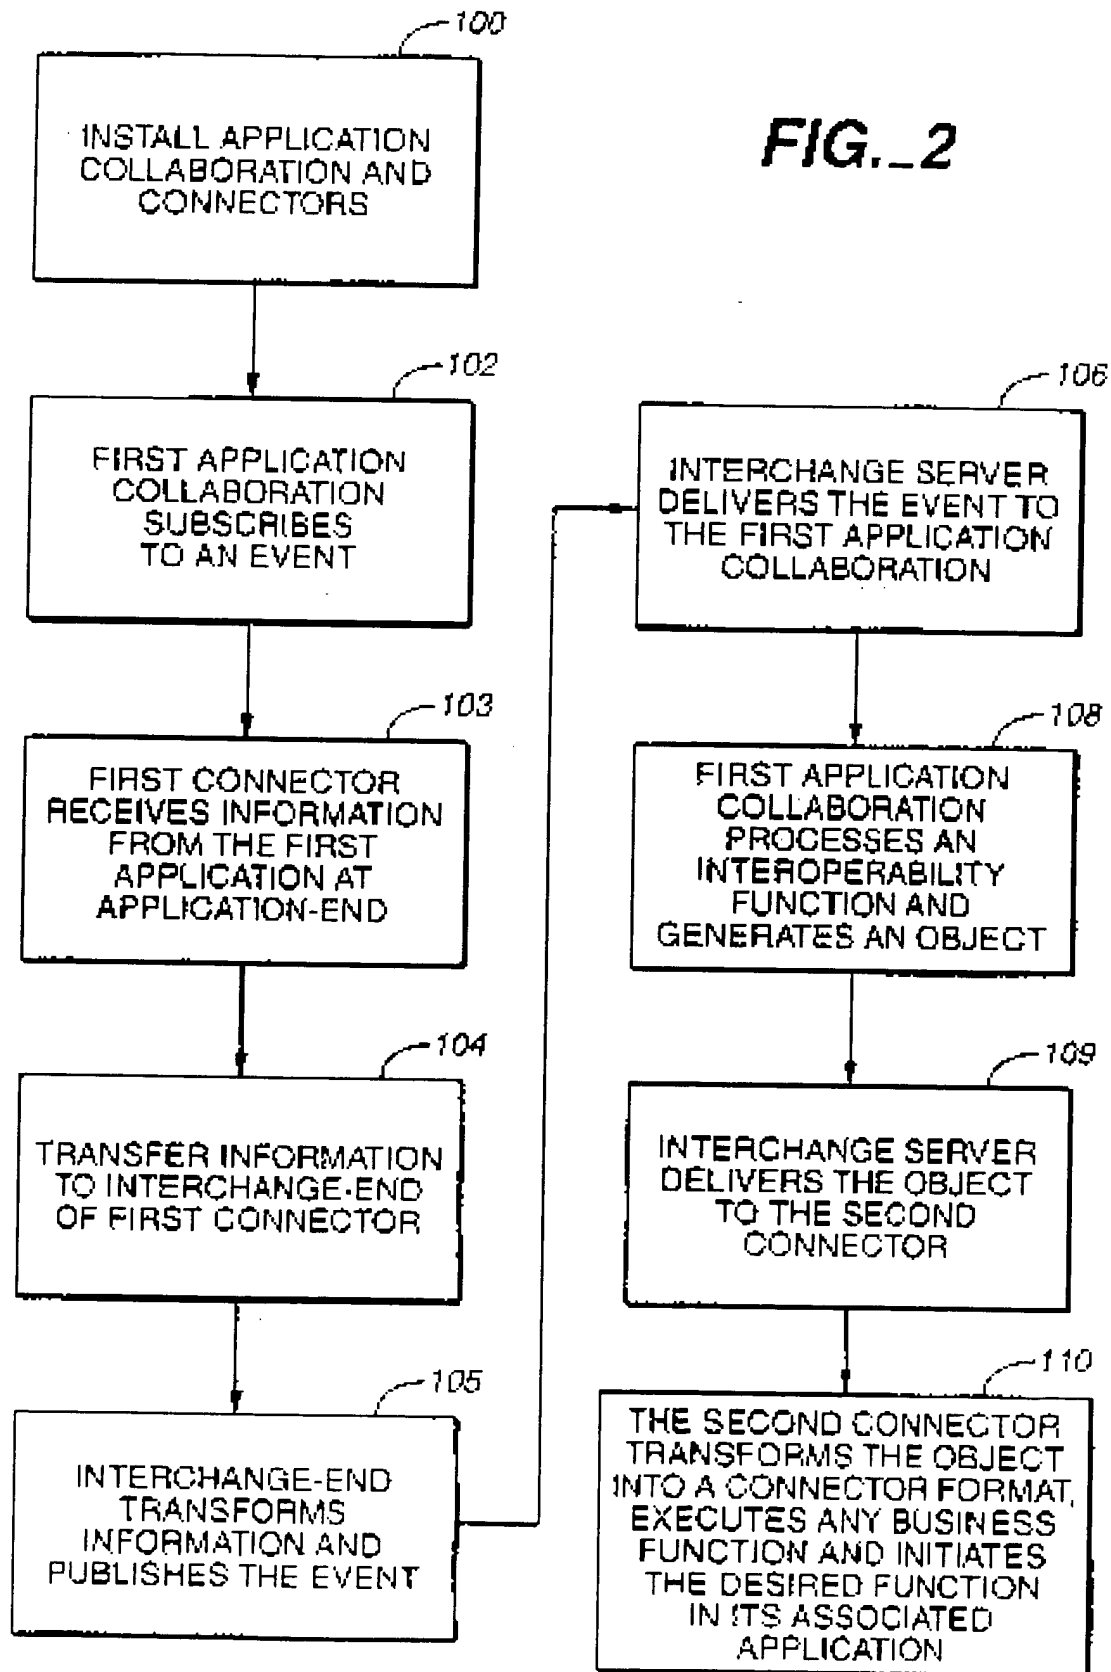 100
INSTALL APPLICATION
COLLABORATION AND
CONNECTORS
FIG._2
102
FIRST APPLICATION
COLLABORATION
SUBSCRIBES
TO AN EVENT
103
FIRST CONNECTOR
RECEIVES INFORMATION
FROM THE FIRST
APPLICATION AT
APPLICATION-END
104
TRANSFER INFORMATION
TO INTERCHANGE-END
OF FIRST CONNECTOR
105
INTERCHANGE-END
TRANSFORMS
INFORMATION AND
PUBLISHES THE EVENT
106
INTERCHANGE SERVER
DELIVERS THE EVENT TO
THE FIRST APPLICATION
COLLABORATION
108
FIRST APPLICATION
COLLABORATION
PROCESSES AN
INTEROPERABILITY
FUNCTION AND
GENERATES AN OBJECT
109
INTERCHANGE SERVER
DELIVERS THE OBJECT
TO THE SECOND
CONNECTOR
110
THE SECOND CONNECTOR
TRANSFORMS THE OBJECT
INTO A CONNECTOR FORMAT,
EXECUTES ANY BUSINESS
FUNCTION AND INITIATES
THE DESIRED FUNCTION
IN ITS ASSOCIATED
APPLICATION